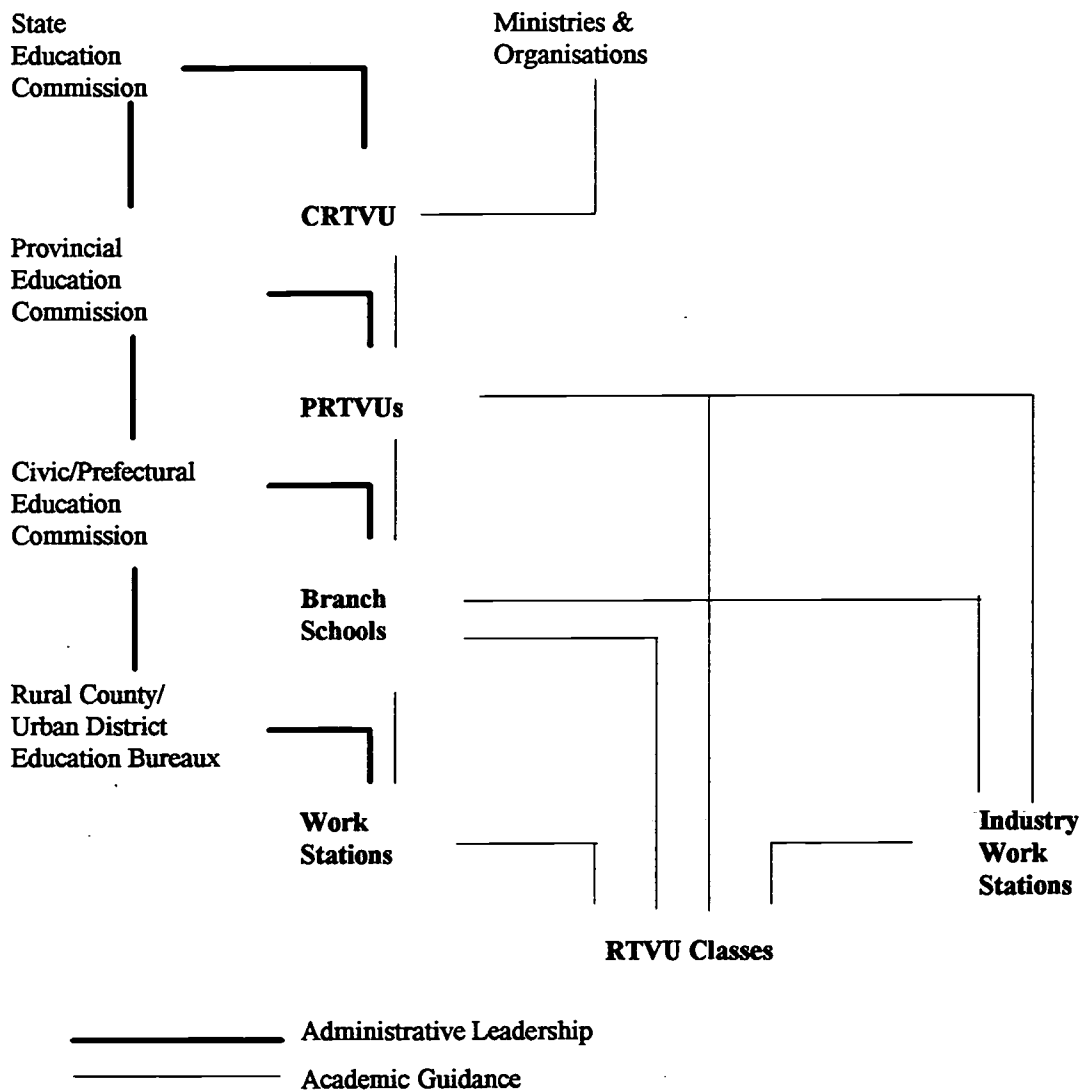 State
Education
Commission
Ministries &
Organisations
CRTVU
Provincial
Education
Commission
PRTVUs
Civic/Prefectural
Education
Commission
Branch
Schools
Rural County/
Urban District
Education Bureaux
Work
Stations
Industry
Work
Stations
RTVU Classes
Administrative Leadership
Academic Guidance